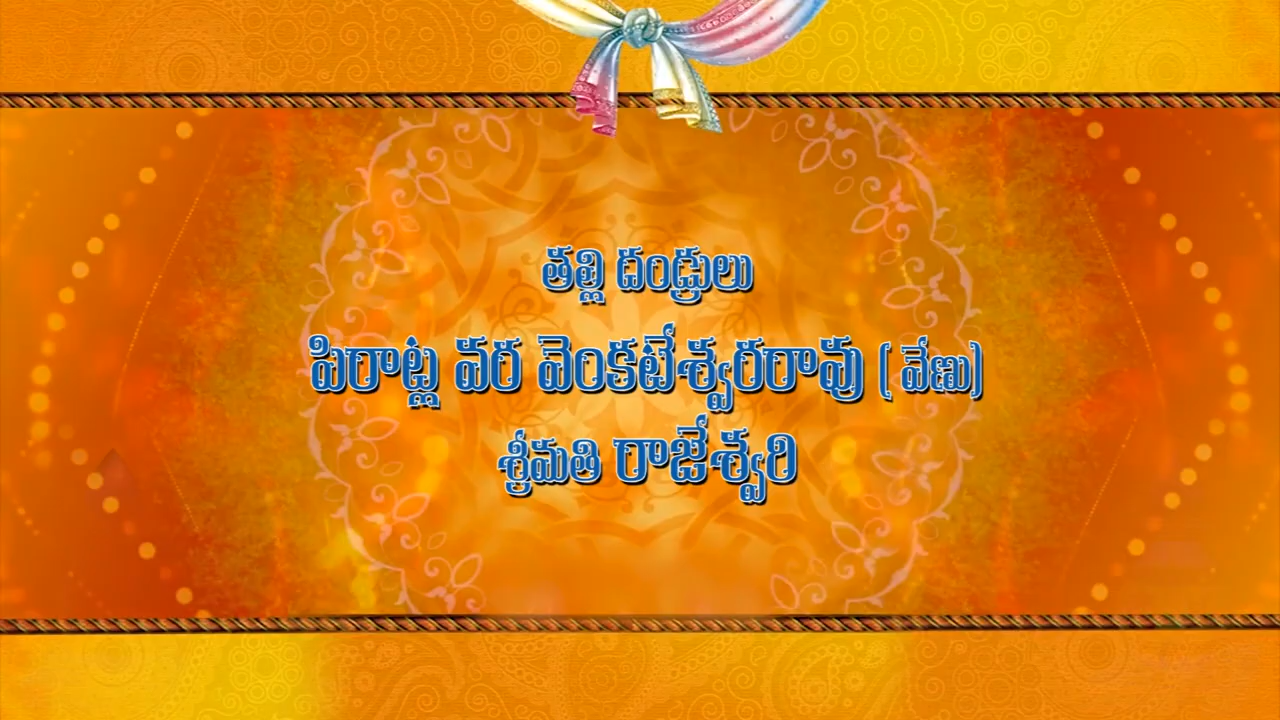 తల్లి దండ్రులు
పిరాట్ల వర వెంకటేశ్వరరావు ( వేణు)
శ్రీమతి రాజేశ్వరి